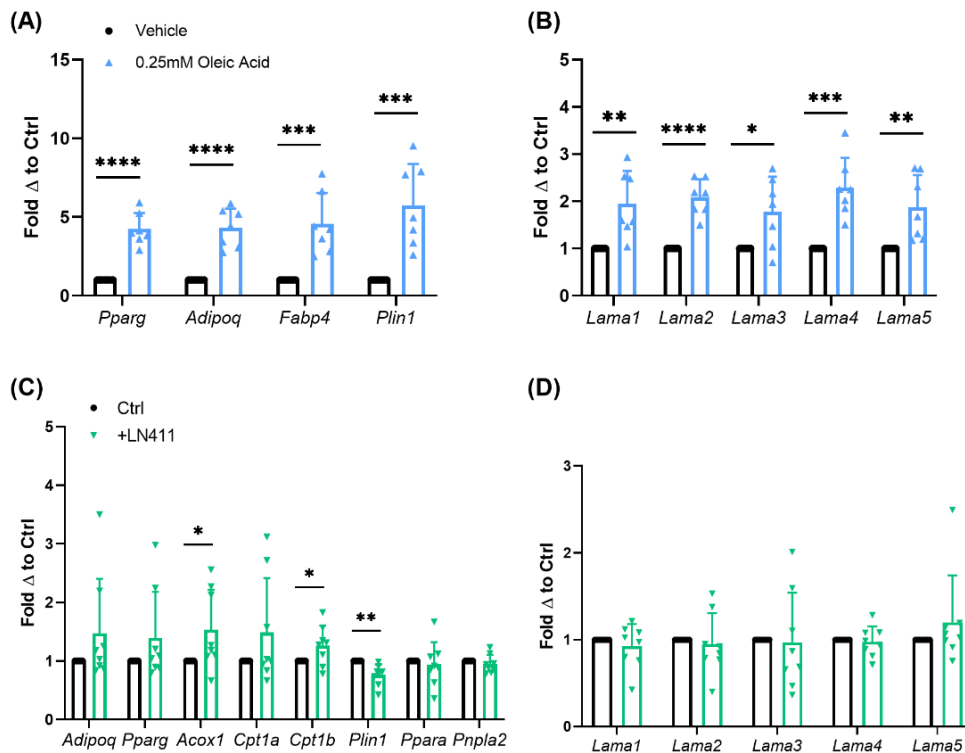 (A)
Vehicle
0.25mM Oleic Acid
Fold Δ to Ctrl
15
10
5
0
****
****
***
***
Pparg Adipoq Fabp4 Plin1
(B)
Fold Δ to Ctrl
5
4
3
2
1
0
**
****
*
***
**
Lama1 Lama2 Lama3 Lama4 Lama5
(C)
Ctrl
+LN411
Fold Δ to Ctrl
5
4
3
2
1
0
*
*
**
Adipoq Pparg Acox1 Cpt1a Cpt1b Plin1 Ppara Pnpla2
(D)
Fold Δ to Ctrl
3
2
1
0
Lama1 Lama2 Lama3 Lama4 Lama5